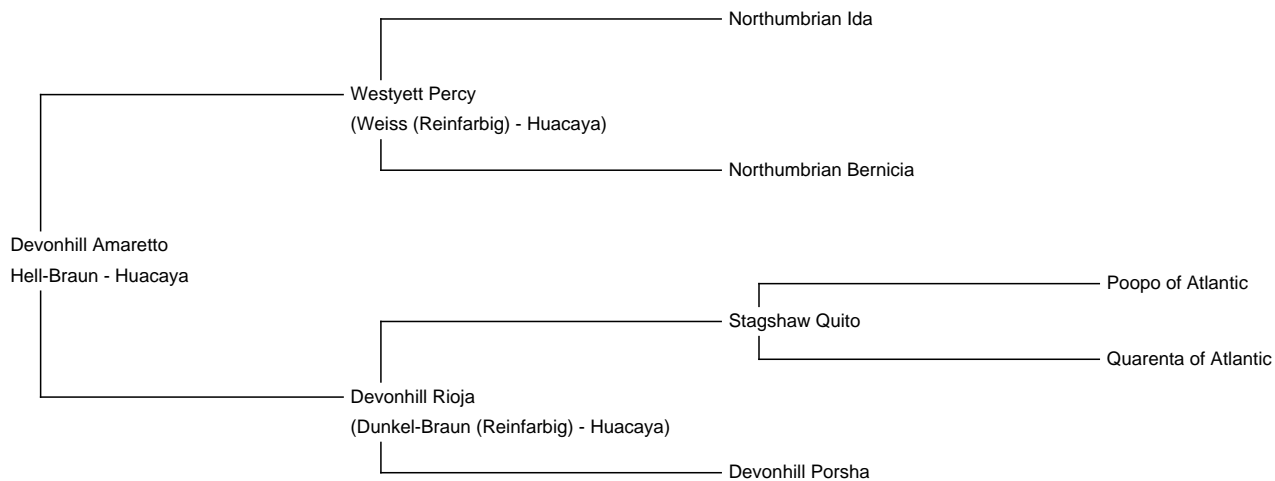 Northumbrian Ida
Westyett Percy
(Weiss (Reinfarbig) - Huacaya)
Northumbrian Bernicia
Devonhill Amaretto
Hell-Braun - Huacaya
Poopo of Atlantic
Stagshaw Quito
Quarenta of Atlantic
Devonhill Rioja
(Dunkel-Braun (Reinfarbig) - Huacaya)
Devonhill Porsha